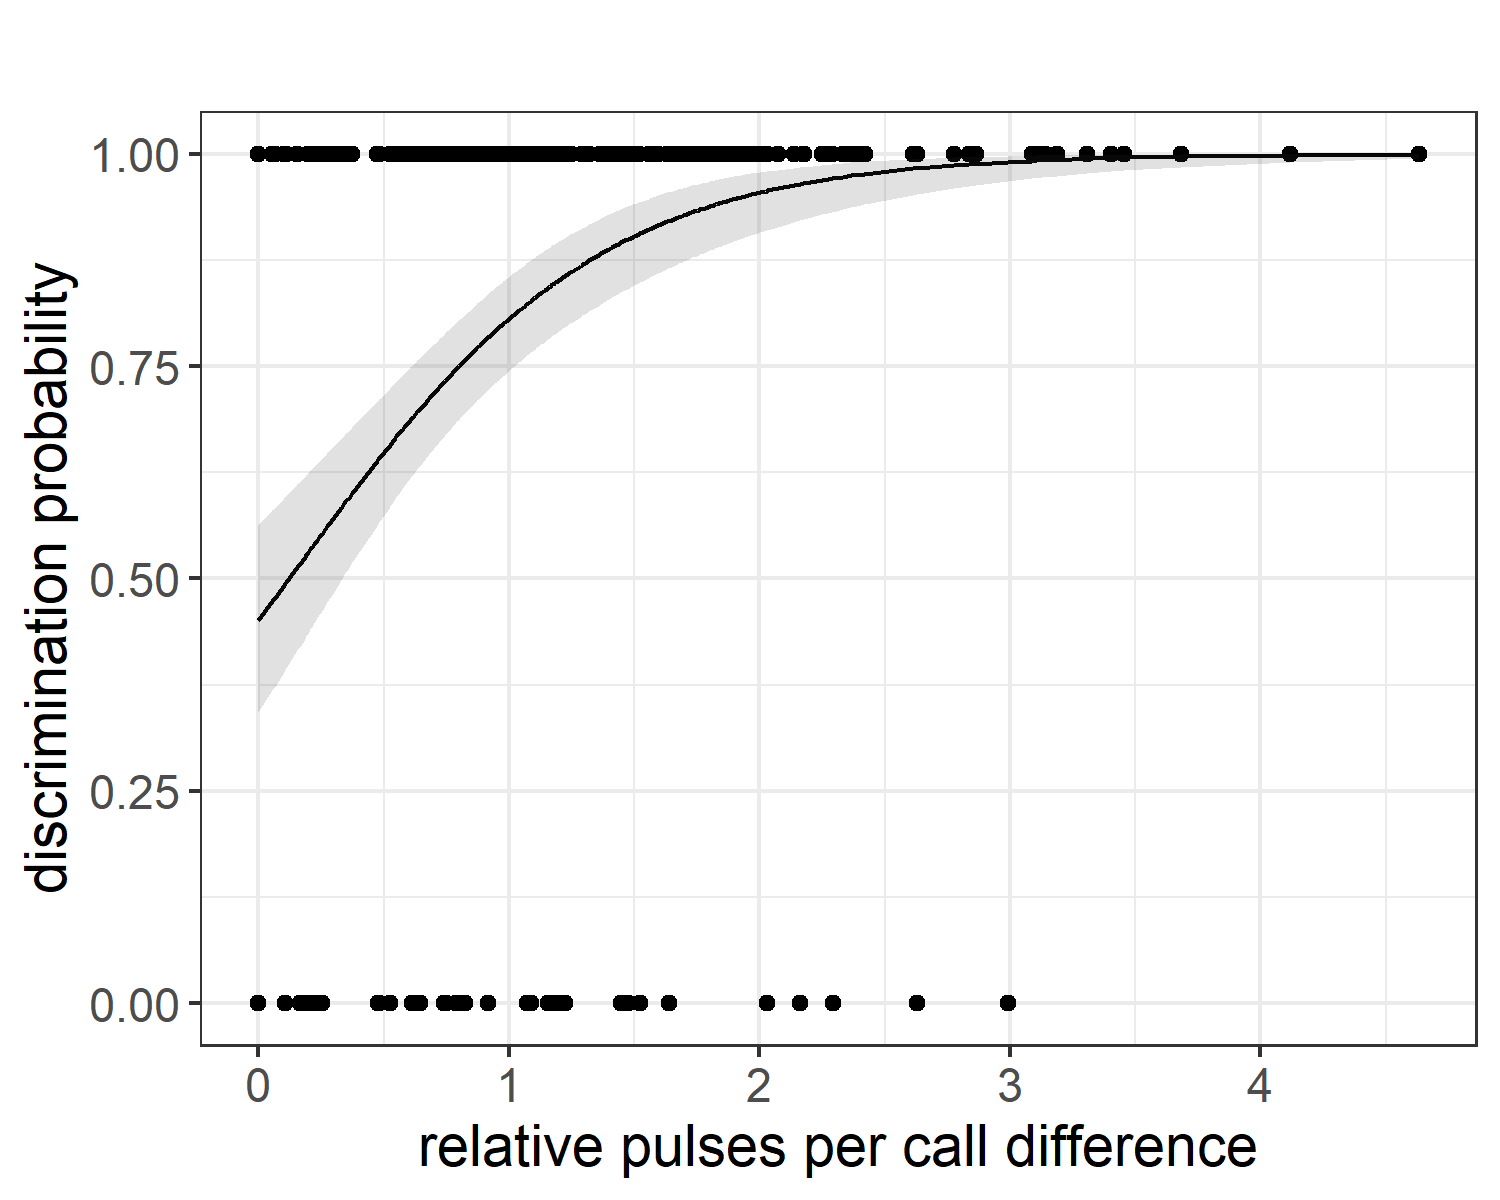 discrimination probability
1.00
0.75
0.50
0.25
0.00
0 1 2 3 4
relative pulses per call difference